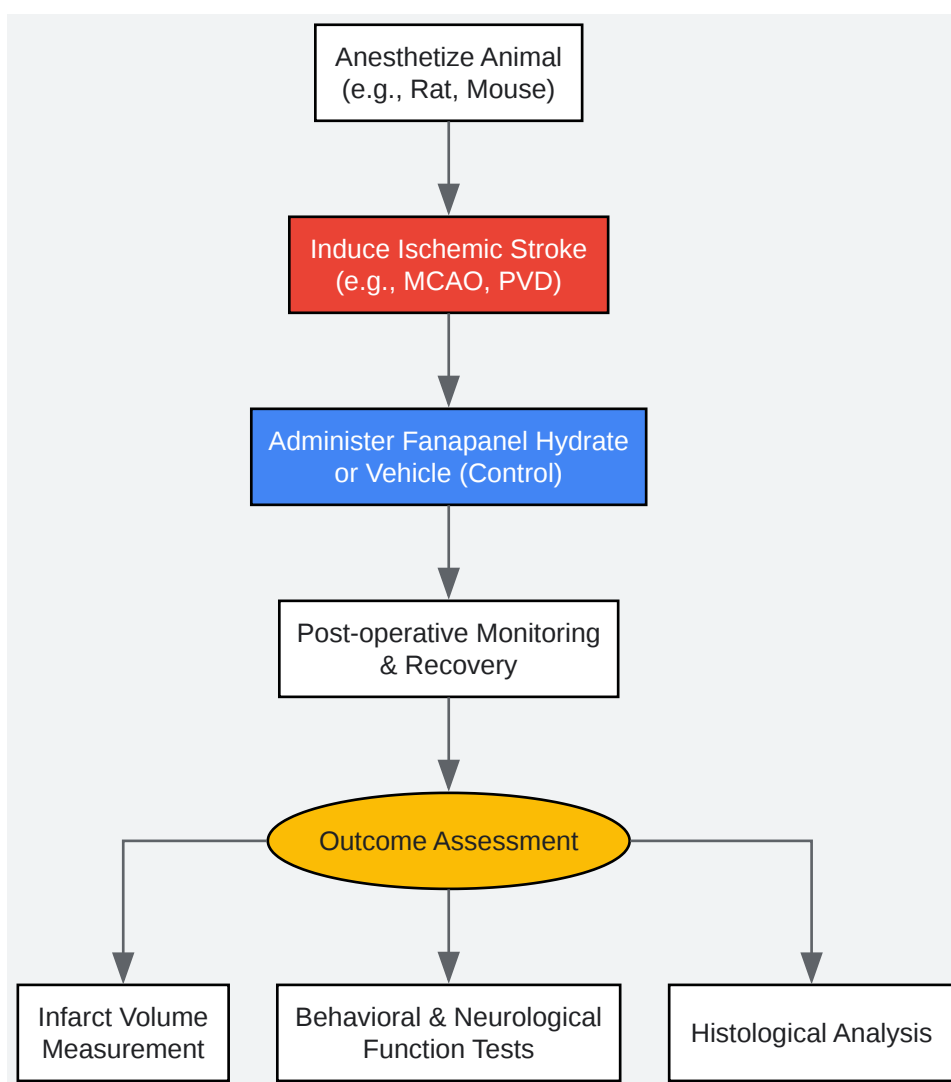 Anesthetize Animal
(e.g., Rat, Mouse)
Induce Ischemic Stroke
(e.g., MCAO, PVD)
Administer Fanapanel Hydrate
or Vehicle (Control)
Post-operative Monitoring
& Recovery
Outcome Assessment
Infarct Volume
Measurement
Behavioral & Neurological
Function Tests
Histological Analysis